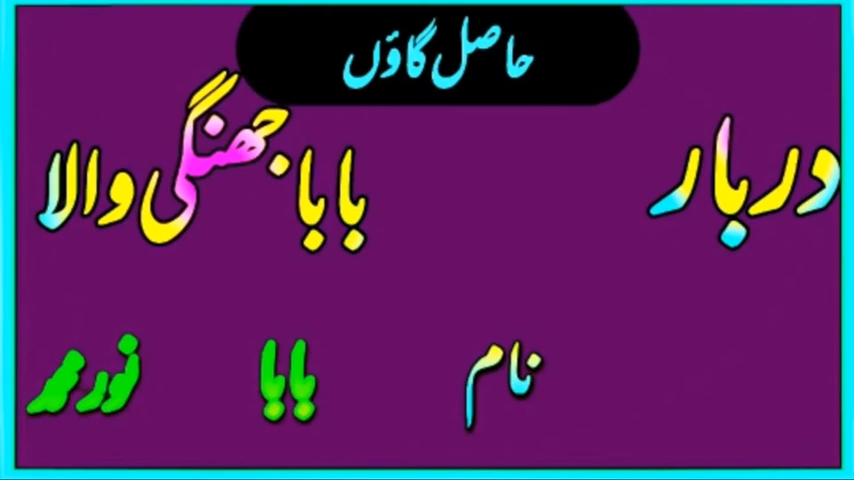 حاصل گاؤں
دربار بابا جھنگی والا
نام بابا نور محمد